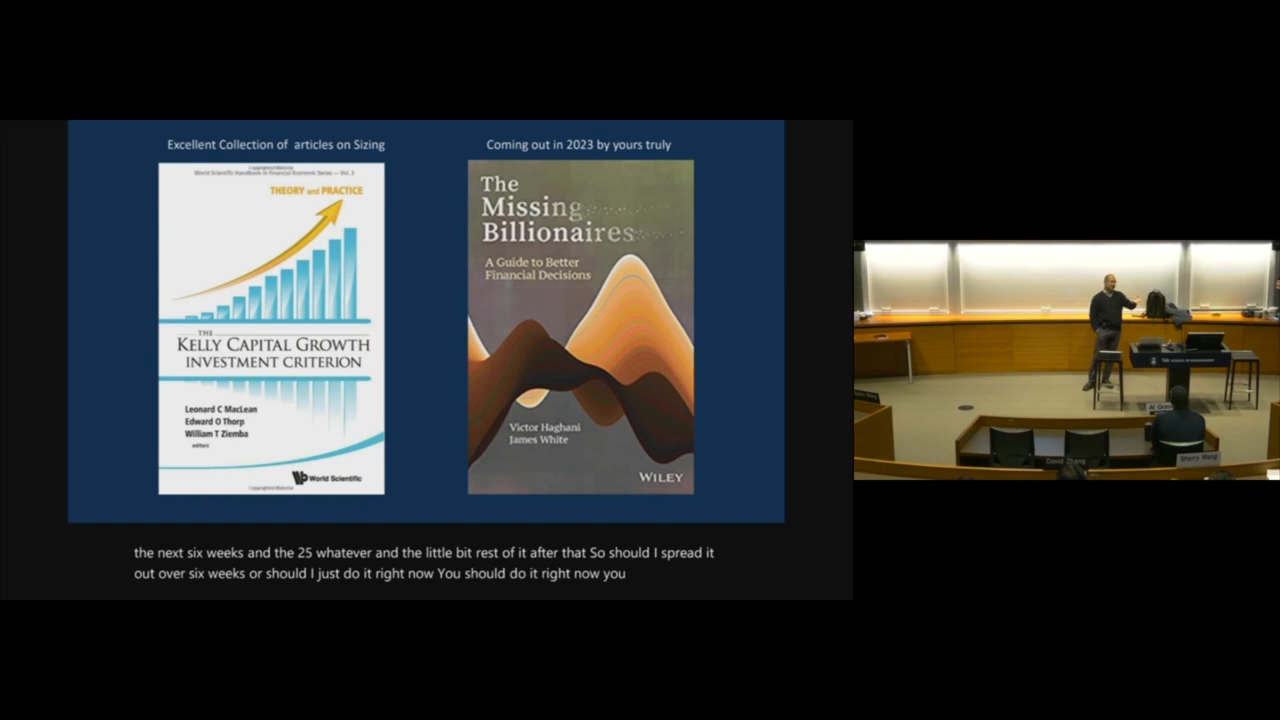 Excellent Collection of articles on Sizing
Coming out in 2023 by yours truly
World Scientific Handbook in Financial Economic Series — Vol. 3
THEORY and PRACTICE
THE
KELLY CAPITAL GROWTH
INVESTMENT CRITERION
Leonard C MacLean
Edward O Thorp
William T Ziemba
editors
World Scientific
The
Missing
Billionaires
A Guide to Better
Financial Decisions
Victor Haghani
James White
WILEY
the next six weeks and the 25 whatever and the little bit rest of it after that So should I spread it
out over six weeks or should I just do it right now You should do it right now you
David Zhang
Sherry Wang